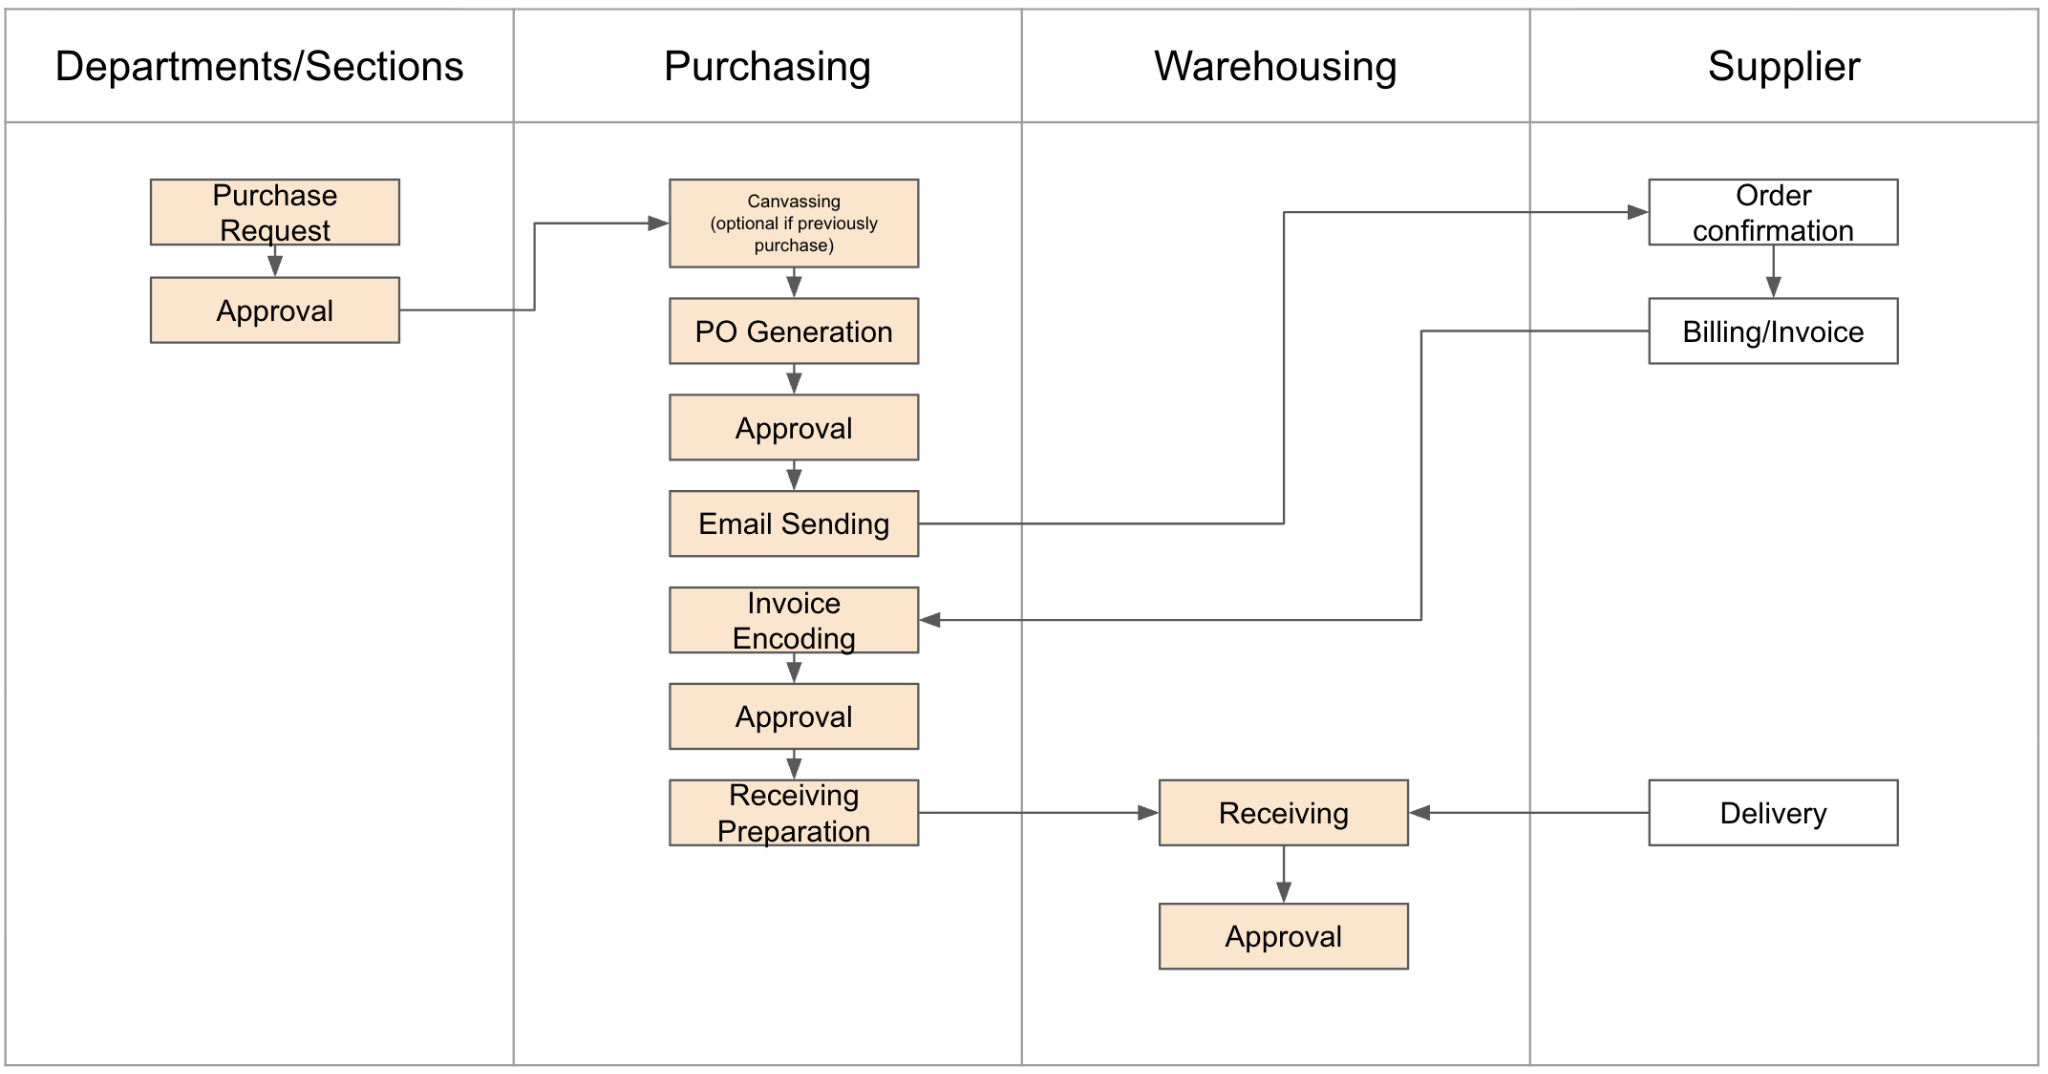 Departments/Sections
Purchasing
Warehousing
Supplier
Purchase
Request
Approval
Canvassing
(optional if previously
purchase)
PO Generation
Approval
Email Sending
Invoice
Encoding
Approval
Receiving
Preparation
Receiving
Approval
Order
confirmation
Billing/Invoice
Delivery